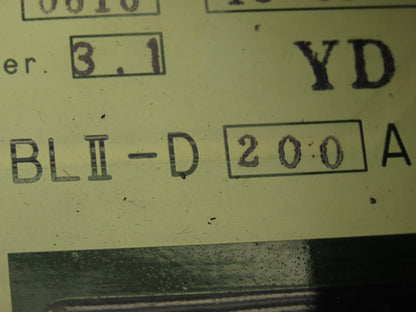 er. 3.1 YD
BLII-D 200 A